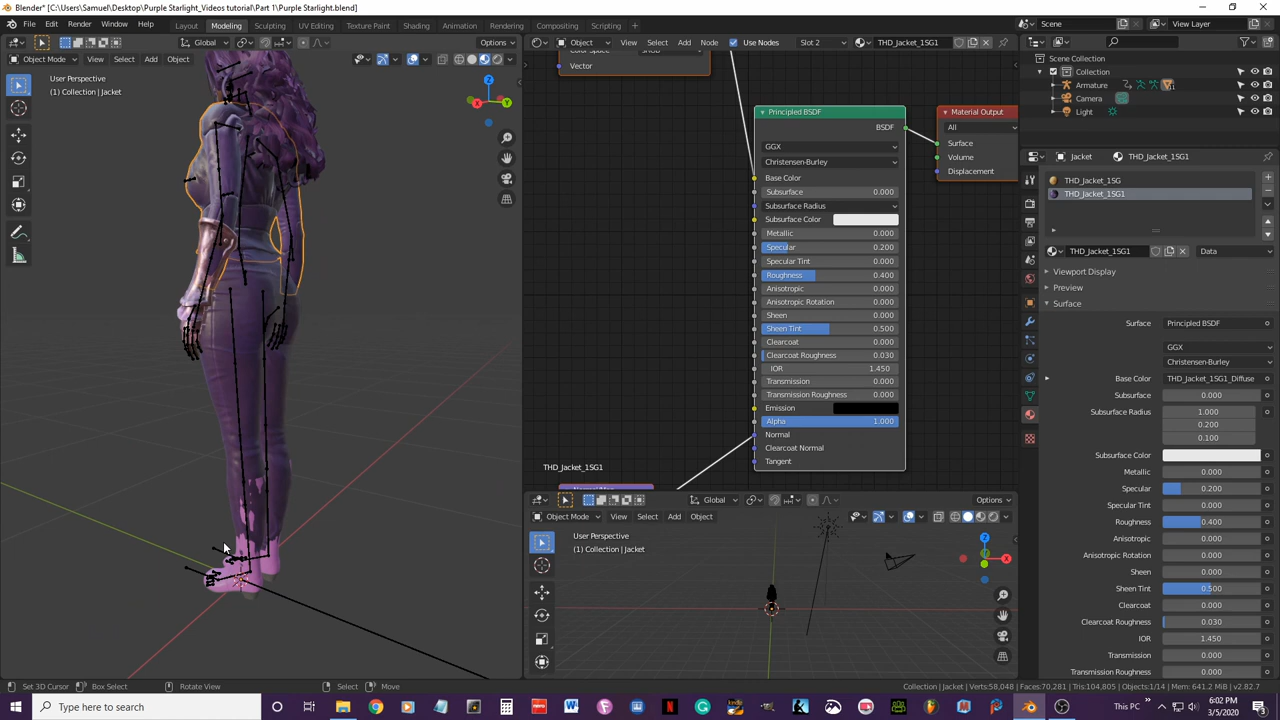 Blender* [C:\Users\Samuel\Desktop\Purple Starlight_Videos tutorial\Part 1\Purple Starlight.blend]
File Edit Render Window Help Layout Modeling Sculpting UV Editing Texture Paint Shading Animation Rendering Compositing Scripting Scene View Layer
Global Options
Object Mode View Select Add Object
User Perspective
(1) Collection | Jacket
Object View Select Add Node Use Nodes Slot 2 THD_Jacket_1SG1
Vector
Principled BSDF
BSDF
GGX
Christensen-Burley
Base Color
Subsurface 0.000
Subsurface Radius
Subsurface Color
Metallic 0.000
Specular 0.200
Specular Tint 0.000
Roughness 0.400
Anisotropic 0.000
Anisotropic Rotation 0.000
Sheen 0.000
Sheen Tint 0.500
Clearcoat 0.000
Clearcoat Roughness 0.030
IOR 1.450
Transmission 0.000
Transmission Roughness 0.000
Emission
Alpha 1.000
Normal
Clearcoat Normal
Tangent
Material Output
All
Surface
Volume
Displacement
THD_Jacket_1SG1
Global Options
Object Mode View Select Add Object
User Perspective
(1) Collection | Jacket
Scene Collection
Collection
Armature
Camera
Light
Jacket THD_Jacket_1SG1
THD_Jacket_1SG
THD_Jacket_1SG1
THD_Jacket_1SG1 Data
Viewport Display
Preview
Surface
Surface Principled BSDF
GGX
Christensen-Burley
Base Color THD_Jacket_1SG1_Diffuse
Subsurface 0.000
Subsurface Radius 1.000
0.200
0.100
Subsurface Color
Metallic 0.000
Specular 0.200
Specular Tint 0.000
Roughness 0.400
Anisotropic 0.000
Anisotropic Rotation 0.000
Sheen 0.000
Sheen Tint 0.500
Clearcoat 0.000
Clearcoat Roughness 0.030
IOR 1.450
Transmission 0.000
Transmission Roughness 0.000
Set 3D Cursor Box Select Rotate View Select Move Collection | Jacket | Verts:58,048 | Faces:70,281 | Tris:104,805 | Objects:1/14 | Mem: 641.2 MiB | v2.82.7
Type here to search This PC 6:02 PM
3/5/2020